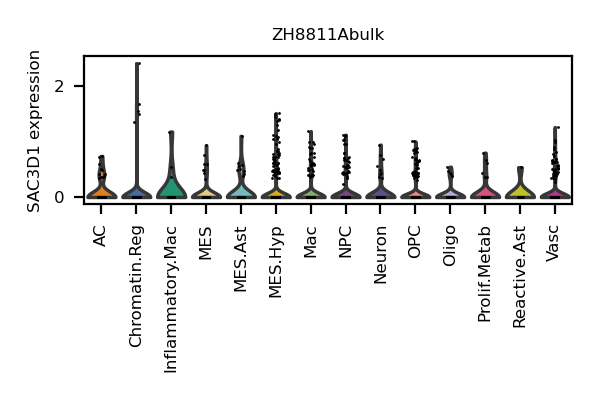 ZH8811Abulk
SAC3D1 expression
2
0
AC
Chromatin.Reg
Inflammatory.Mac
MES
MES.Ast
MES.Hyp
Mac
NPC
Neuron
OPC
Oligo
Prolif.Metab
Reactive.Ast
Vasc